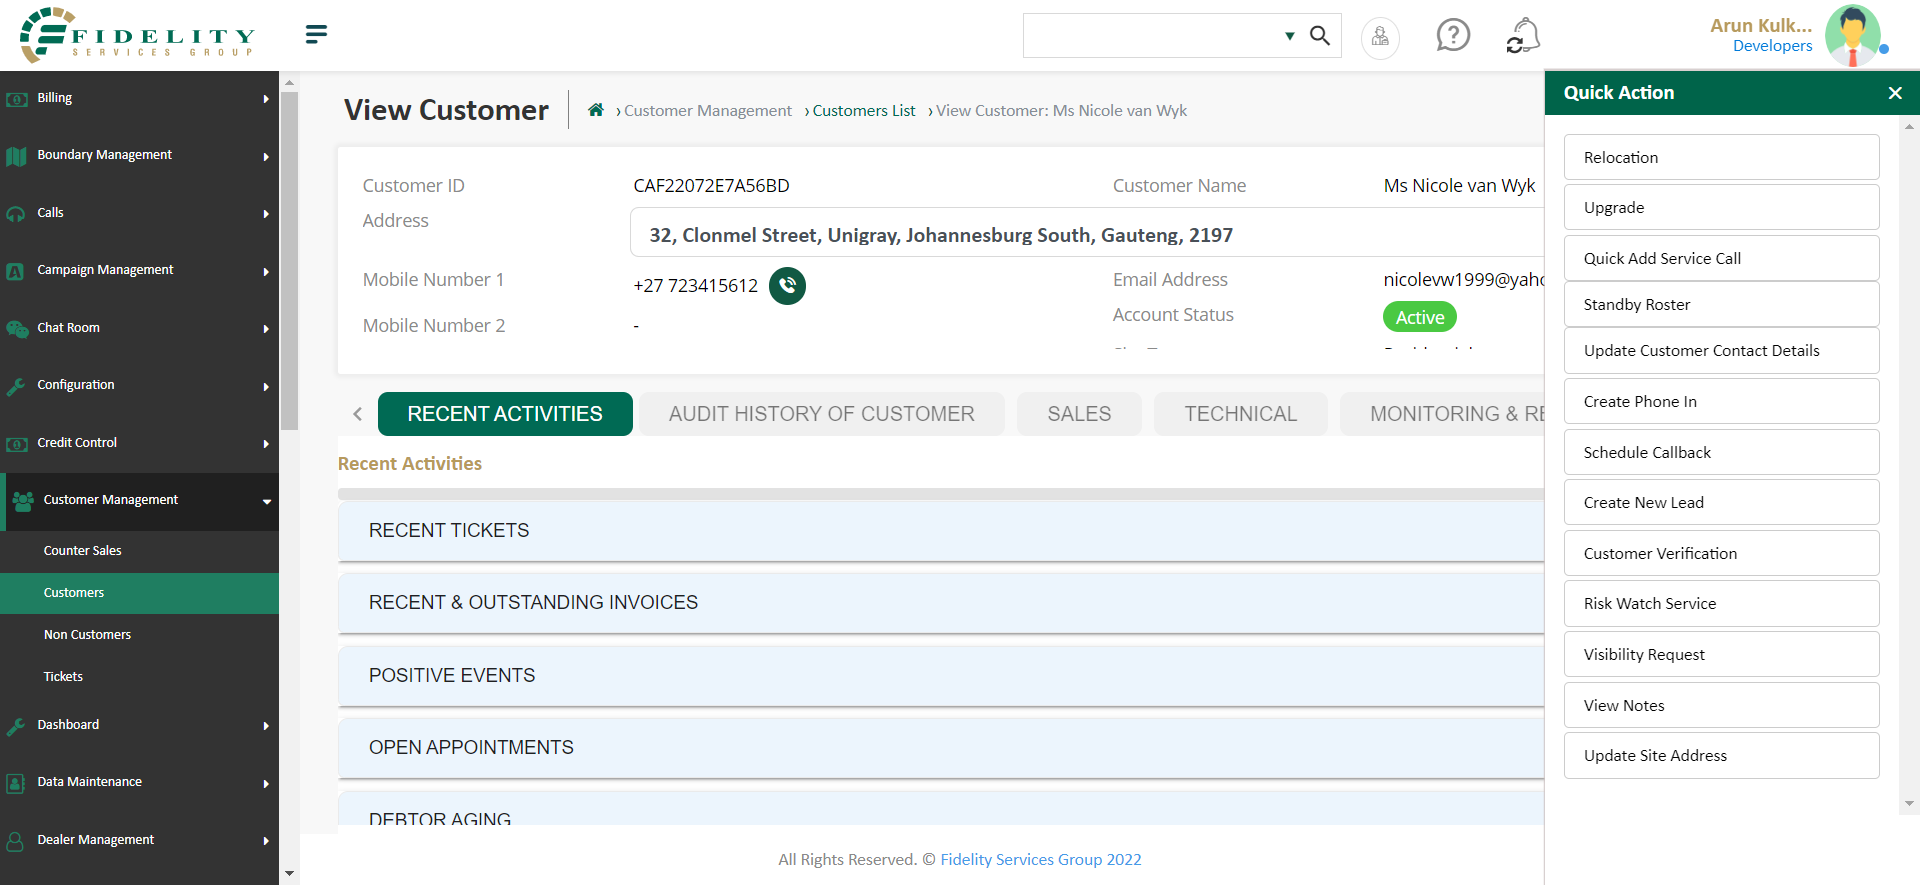 FIDELITY
SERVICES GROUP
Arun Kulk...
Developers
Billing
Boundary Management
Calls
Campaign Management
Chat Room
Configuration
Credit Control
Customer Management
Counter Sales
Customers
Non Customers
Tickets
Dashboard
Data Maintenance
Dealer Management
View Customer
› Customer Management › Customers List › View Customer: Ms Nicole van Wyk
Customer ID CAF22072E7A56BD Customer Name Ms Nicole van Wyk
Address 32, Clonmel Street, Unigray, Johannesburg South, Gauteng, 2197
Mobile Number 1 +27 723415612 Email Address nicolevw1999@yaho
Mobile Number 2 - Account Status Active
RECENT ACTIVITIES AUDIT HISTORY OF CUSTOMER SALES TECHNICAL MONITORING & RE
Recent Activities
RECENT TICKETS
RECENT & OUTSTANDING INVOICES
POSITIVE EVENTS
OPEN APPOINTMENTS
DEBTOR AGING
All Rights Reserved. © Fidelity Services Group 2022
Quick Action
Relocation
Upgrade
Quick Add Service Call
Standby Roster
Update Customer Contact Details
Create Phone In
Schedule Callback
Create New Lead
Customer Verification
Risk Watch Service
Visibility Request
View Notes
Update Site Address